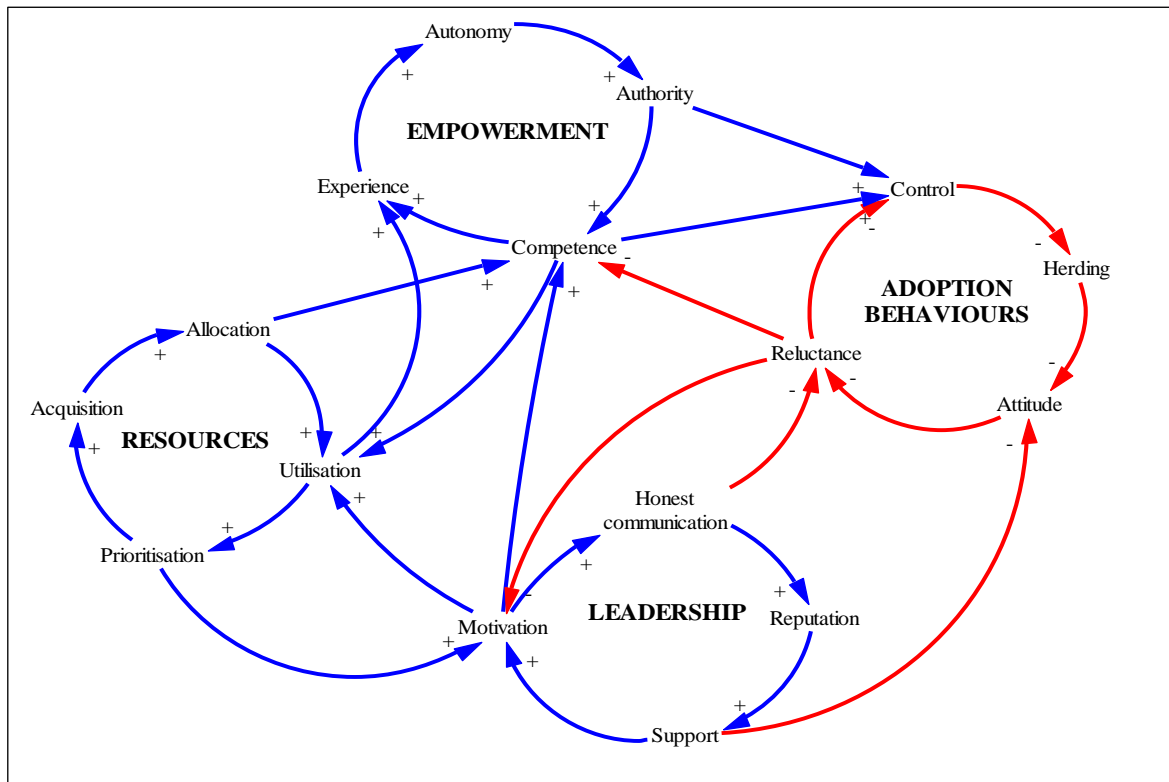 Autonomy
+
+
Authority
EMPOWERMENT
Experience
+
+
+
Control
+
+
-
-
Competence
-
Herding
+
+
ADOPTION
BEHAVIOURS
Allocation
+
Reluctance
-
-
-
Acquisition
Attitude
+
RESOURCES
+
+
-
Utilisation
+
Honest
communication
+
Prioritisation
+
-
LEADERSHIP
+
Reputation
Motivation
+
+
+
Support